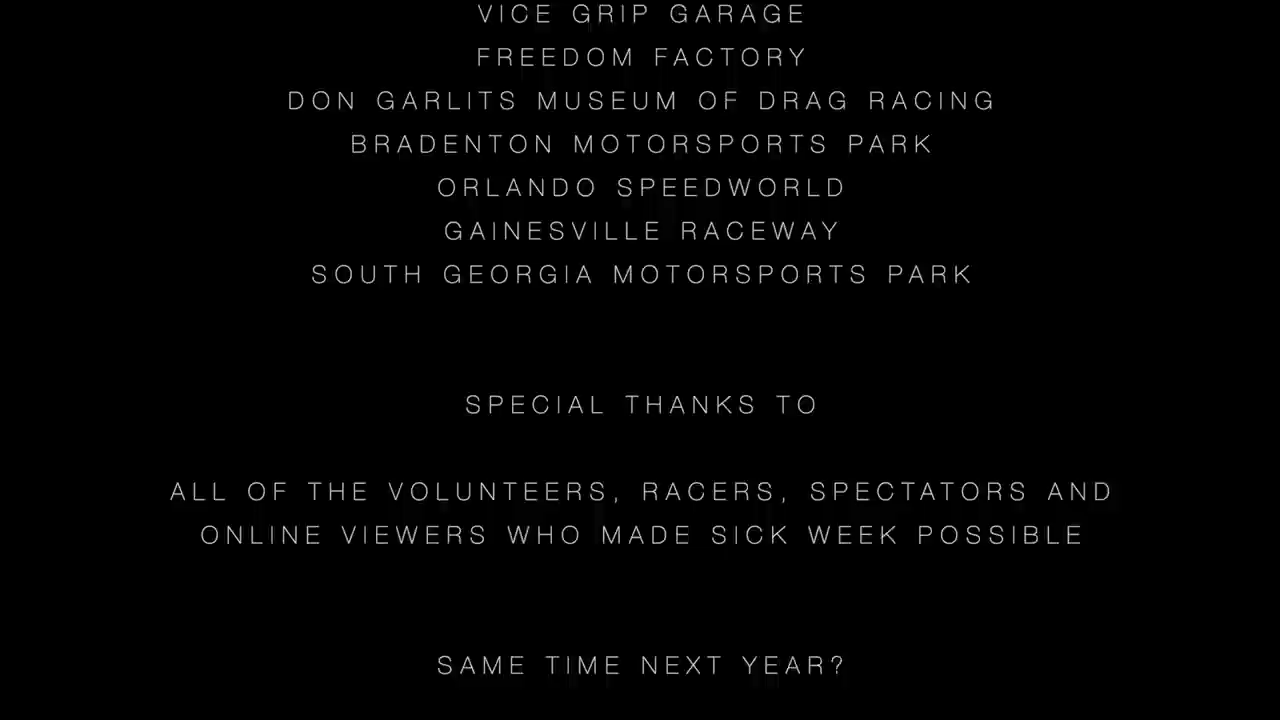 VICE GRIP GARAGE
FREEDOM FACTORY
DON GARLITS MUSEUM OF DRAG RACING
BRADENTON MOTORSPORTS PARK
ORLANDO SPEEDWORLD
GAINESVILLE RACEWAY
SOUTH GEORGIA MOTORSPORTS PARK
SPECIAL THANKS TO
ALL OF THE VOLUNTEERS, RACERS, SPECTATORS AND
ONLINE VIEWERS WHO MADE SICK WEEK POSSIBLE
SAME TIME NEXT YEAR?